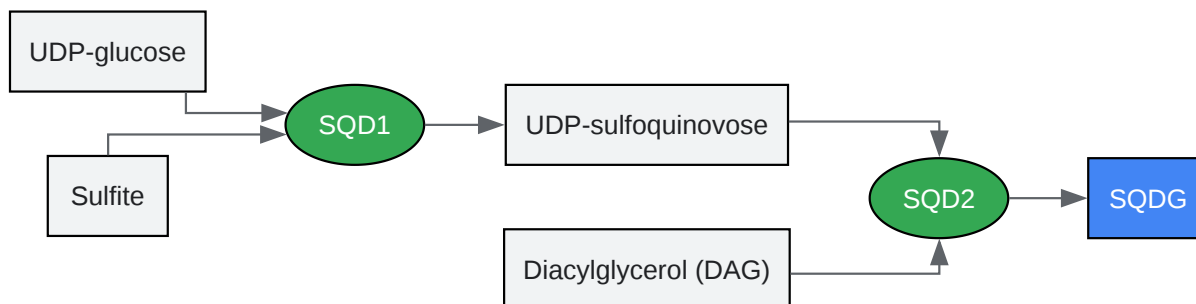 UDP-glucose
Sulfite
SQD1
UDP-sulfoquinovose
Diacylglycerol (DAG)
SQD2
SQDG